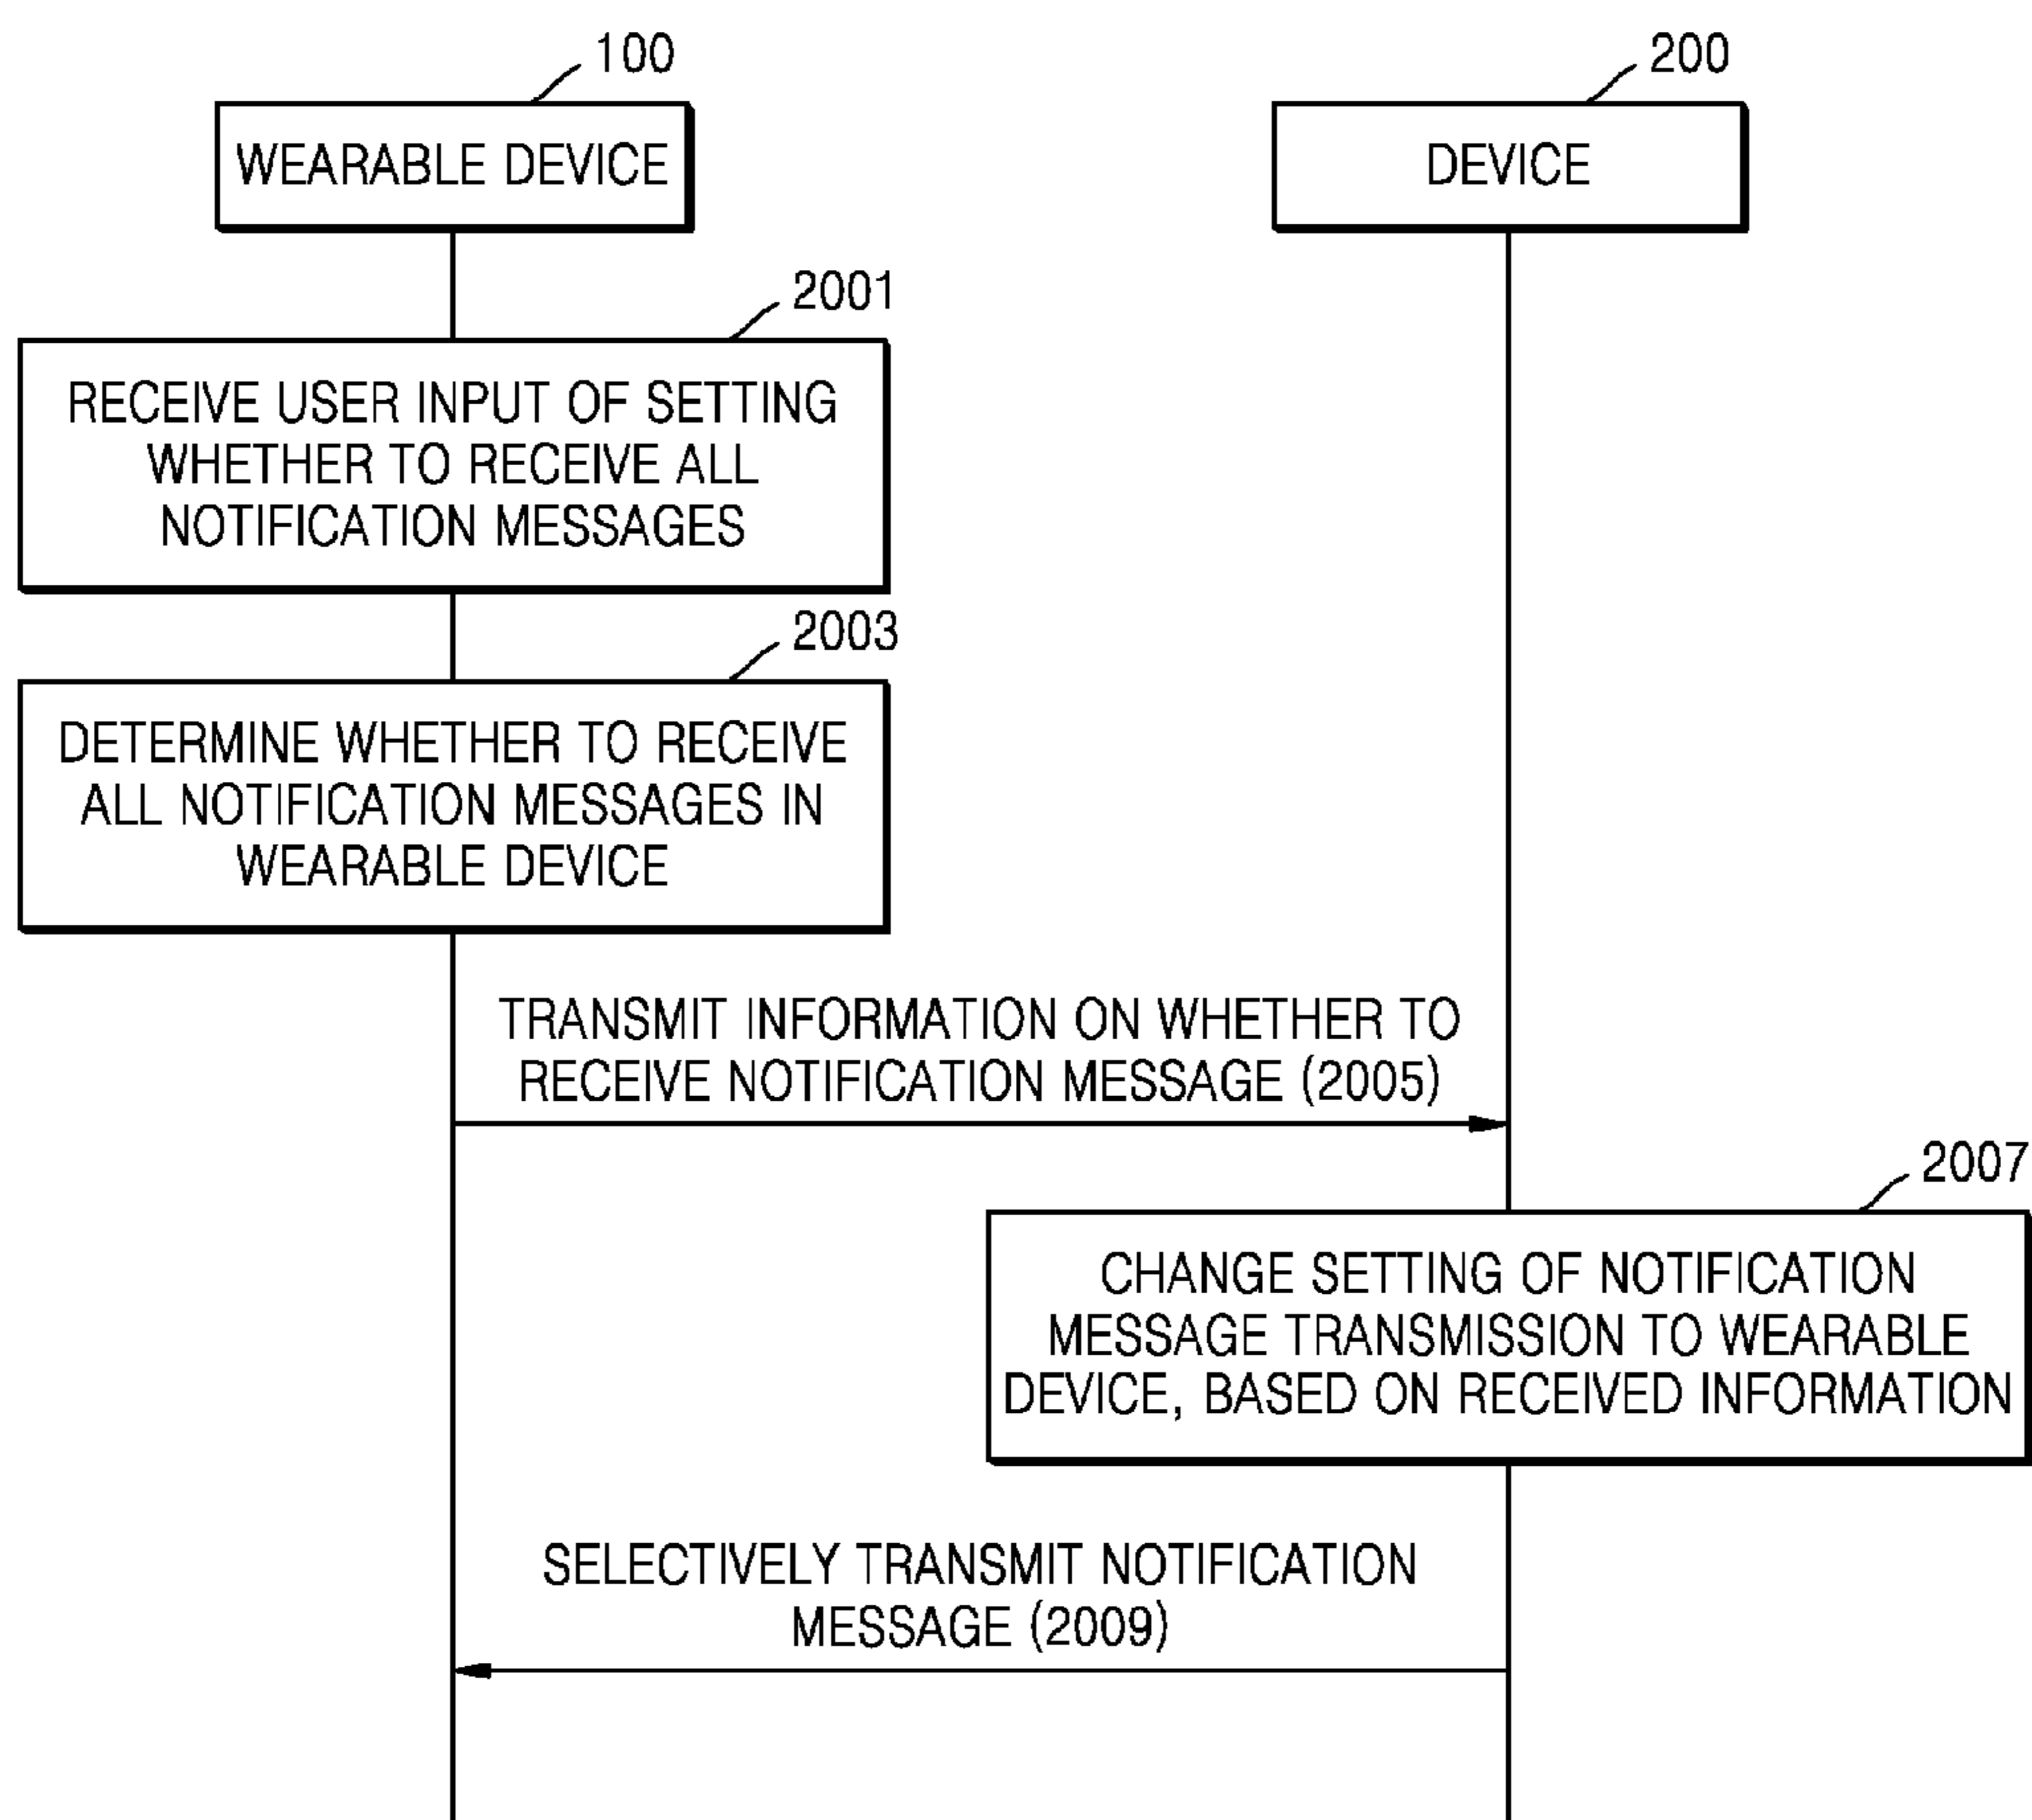 100
200
WEARABLE DEVICE
DEVICE
2001
RECEIVE USER INPUT OF SETTING
WHETHER TO RECEIVE ALL
NOTIFICATION MESSAGES
2003
DETERMINE WHETHER TO RECEIVE
ALL NOTIFICATION MESSAGES IN
WEARABLE DEVICE
TRANSMIT INFORMATION ON WHETHER TO
RECEIVE NOTIFICATION MESSAGE (2005)
2007
CHANGE SETTING OF NOTIFICATION
MESSAGE TRANSMISSION TO WEARABLE
DEVICE, BASED ON RECEIVED INFORMATION
SELECTIVELY TRANSMIT NOTIFICATION
MESSAGE (2009)